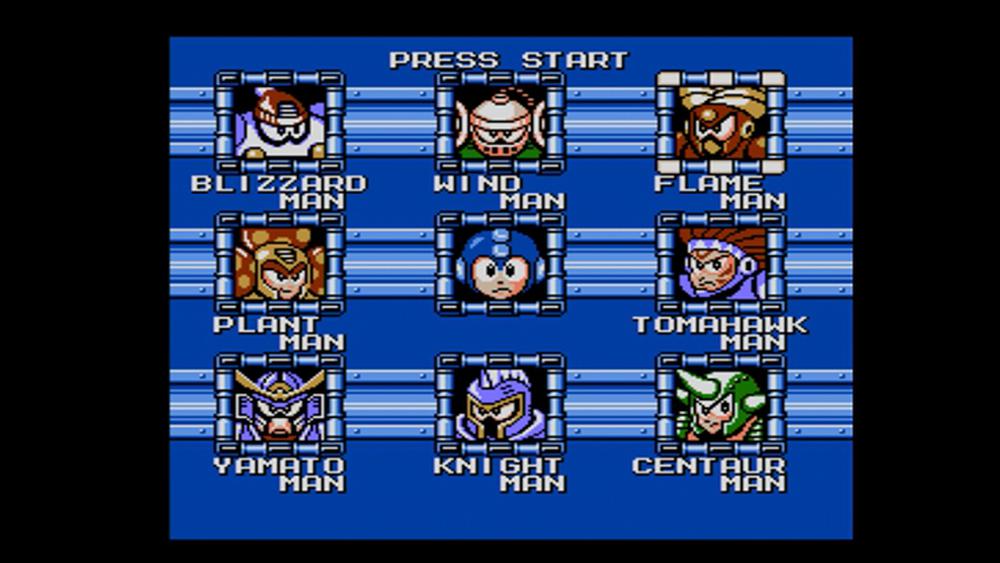 PRESS START
BLIZZARD MAN
WIND MAN
FLAME MAN
PLANT MAN
TOMAHAWK MAN
YAMATO MAN
KNIGHT MAN
CENTAUR MAN